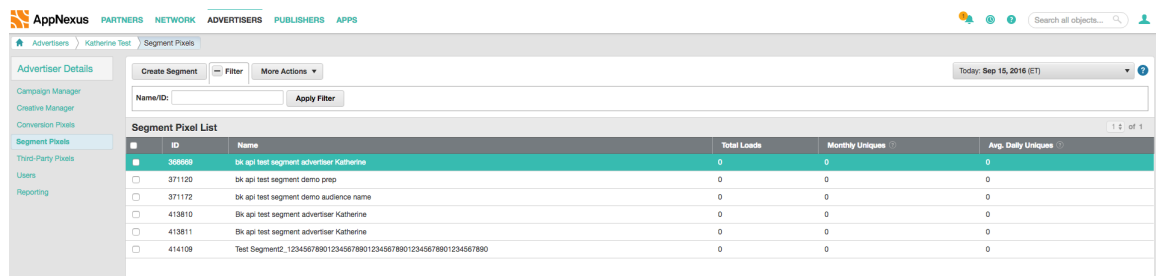 AppNexus PARTNERS NETWORK ADVERTISERS PUBLISHERS APPS Search all objects...
Advertisers Katherine Test Segment Pixels
Advertiser Details
Create Segment Filter More Actions Today: Sep 15, 2016 (ET)
Campaign Manager
Name/ID: Apply Filter
Creative Manager
Conversion Pixels
Segment Pixel List 1 of 1
Segment Pixels
ID Name Total Loads Monthly Uniques Avg. Daily Uniques
Third-Party Pixels
368669 bk api test segment advertiser Katherine 0 0 0
Users
371120 bk api test segment demo prep 0 0 0
Reporting
371172 bk api test segment demo audience name 0 0 0
413810 Bk api test segment advertiser Katherine 0 0 0
413811 Bk api test segment advertiser Katherine 0 0 0
414109 Test Segment2_12345678901234567890123456789012345678901234567890 0 0 0